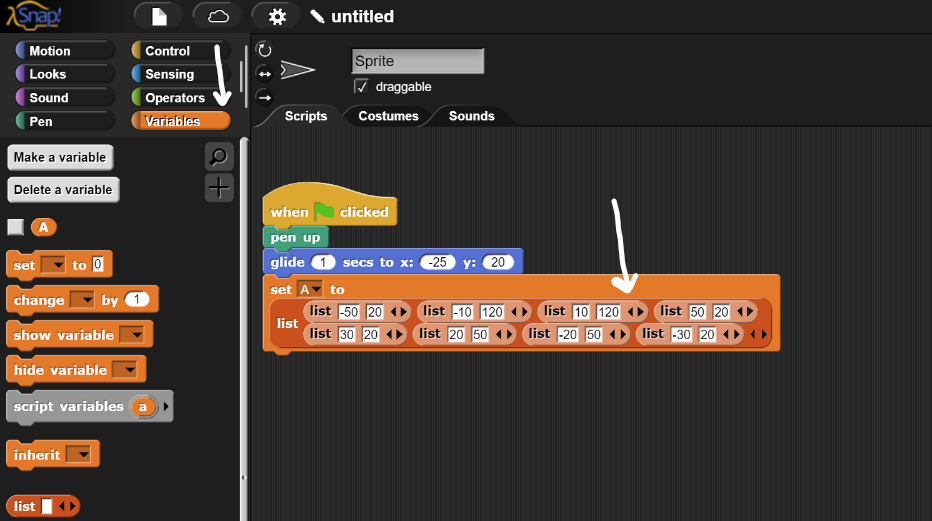 Snap!
untitled
Motion
Control
Looks
Sensing
Sound
Operators
Pen
Variables
Sprite
draggable
Scripts Costumes Sounds
Make a variable
Delete a variable
A
set to 0
change by 1
show variable
hide variable
script variables a
inherit
list
when clicked
pen up
glide 1 secs to x: -25 y: 20
set A to
list
list -50 20 list -10 120 list 10 120 list 50 20
list 30 20 list 20 50 list -20 50 list -30 20